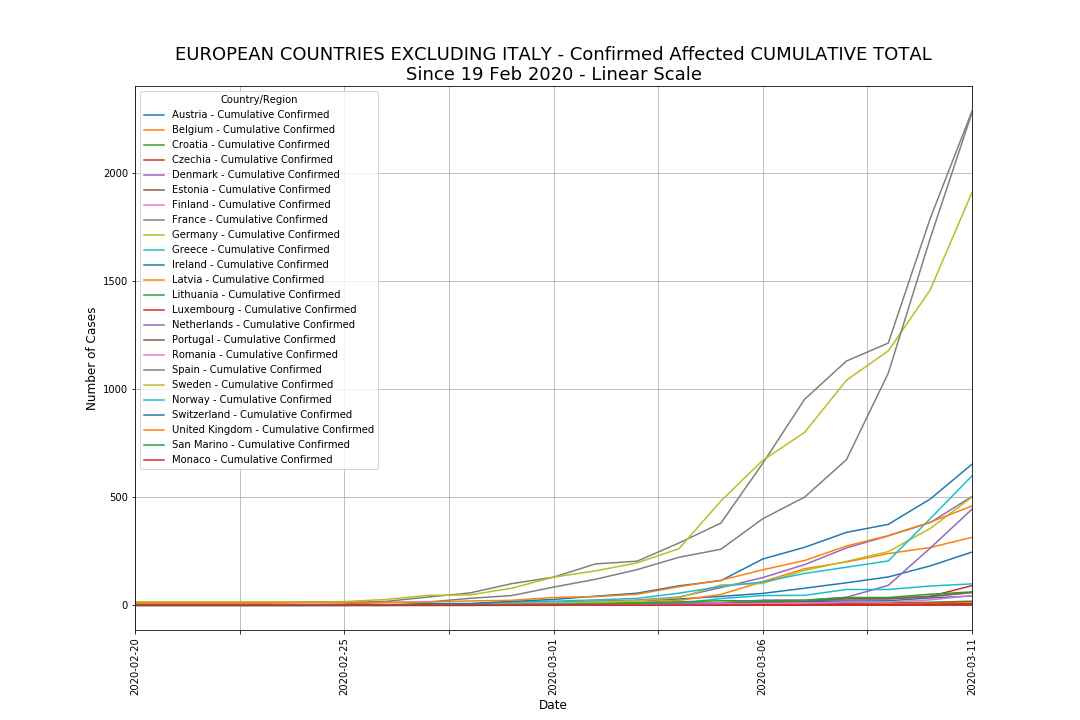 EUROPEAN COUNTRIES EXCLUDING ITALY - Confirmed Affected CUMULATIVE TOTAL
Since 19 Feb 2020 - Linear Scale
Country/Region
Austria - Cumulative Confirmed
Belgium - Cumulative Confirmed
Croatia - Cumulative Confirmed
Czechia - Cumulative Confirmed
Denmark - Cumulative Confirmed
Estonia - Cumulative Confirmed
Finland - Cumulative Confirmed
France - Cumulative Confirmed
Germany - Cumulative Confirmed
Greece - Cumulative Confirmed
Ireland - Cumulative Confirmed
Latvia - Cumulative Confirmed
Lithuania - Cumulative Confirmed
Luxembourg - Cumulative Confirmed
Netherlands - Cumulative Confirmed
Portugal - Cumulative Confirmed
Romania - Cumulative Confirmed
Spain - Cumulative Confirmed
Sweden - Cumulative Confirmed
Norway - Cumulative Confirmed
Switzerland - Cumulative Confirmed
United Kingdom - Cumulative Confirmed
San Marino - Cumulative Confirmed
Monaco - Cumulative Confirmed
Number of Cases
2000
1500
1000
500
0
2020-02-20
2020-02-25
2020-03-01
2020-03-06
2020-03-11
Date